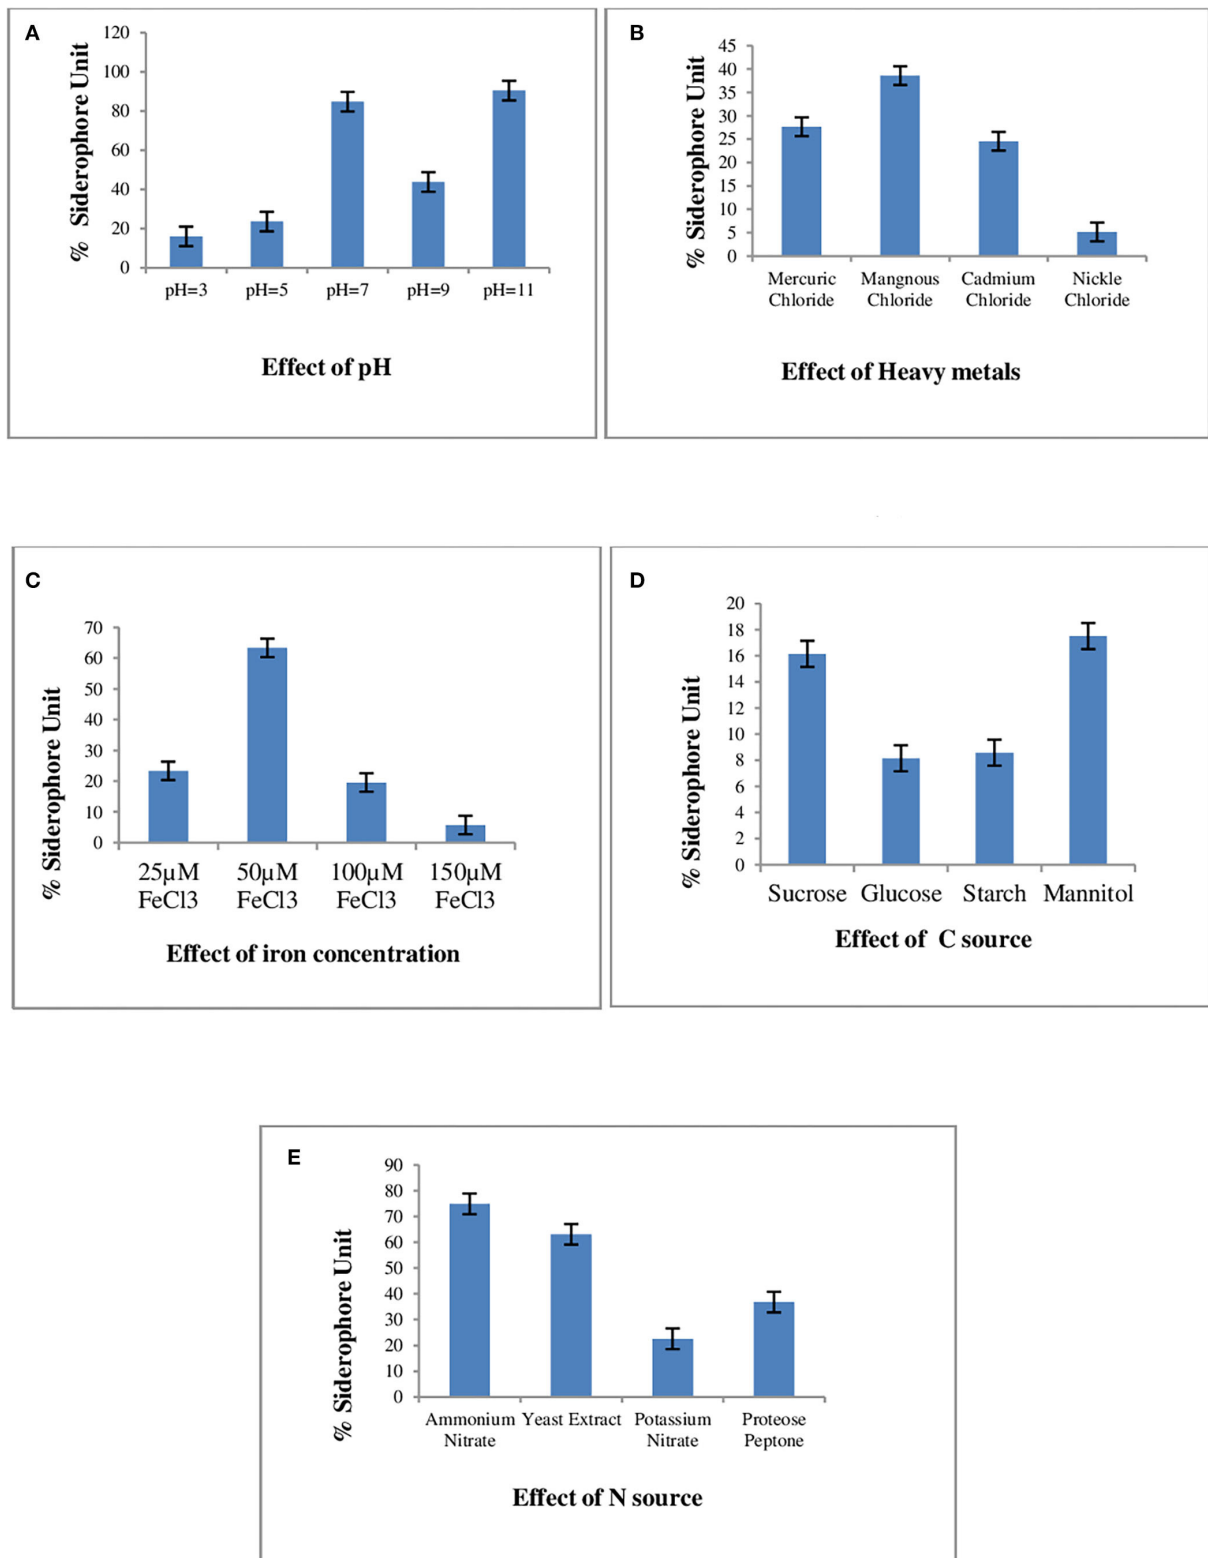 A
% Siderophore Unit
120
100
80
60
40
20
0
pH=3 pH=5 pH=7 pH=9 pH=11
Effect of pH
B
% Siderophore Unit
45
40
35
30
25
20
15
10
5
0
Mercuric Mangnous Cadmium Nickle
Chloride Chloride Chloride Chloride
Effect of Heavy metals
C
% Siderophore Unit
70
60
50
40
30
20
10
0
25µM 50µM 100µM 150µM
FeCl3 FeCl3 FeCl3 FeCl3
Effect of iron concentration
D
% Siderophore Unit
20
18
16
14
12
10
8
6
4
2
0
Sucrose Glucose Starch Mannitol
Effect of C source
E
% Siderophore Unit
90
80
70
60
50
40
30
20
10
0
Ammonium Yeast Extract Potassium Proteose
Nitrate Nitrate Peptone
Effect of N source